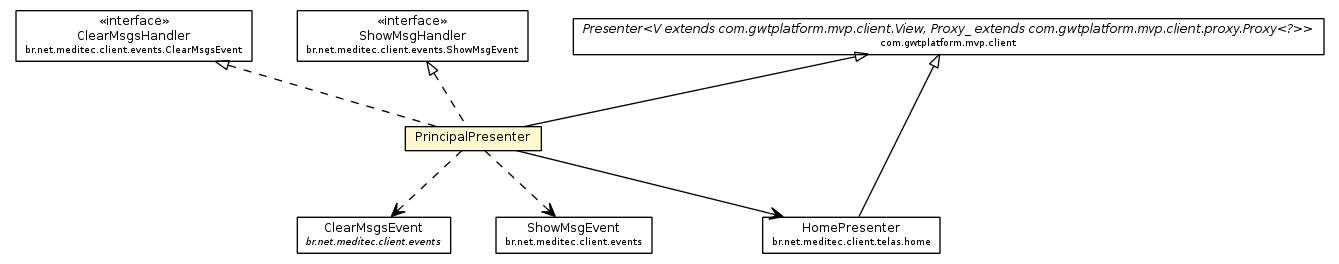 «interface»
ClearMsgsHandler
br.net.meditec.client.events.ClearMsgsEvent
«interface»
ShowMsgHandler
br.net.meditec.client.events.ShowMsgEvent
Presenter<V extends com.gwtplatform.mvp.client.View, Proxy_ extends com.gwtplatform.mvp.client.proxy.Proxy<?>>
com.gwtplatform.mvp.client
PrincipalPresenter
ClearMsgsEvent
br.net.meditec.client.events
ShowMsgEvent
br.net.meditec.client.events
HomePresenter
br.net.meditec.client.telas.home